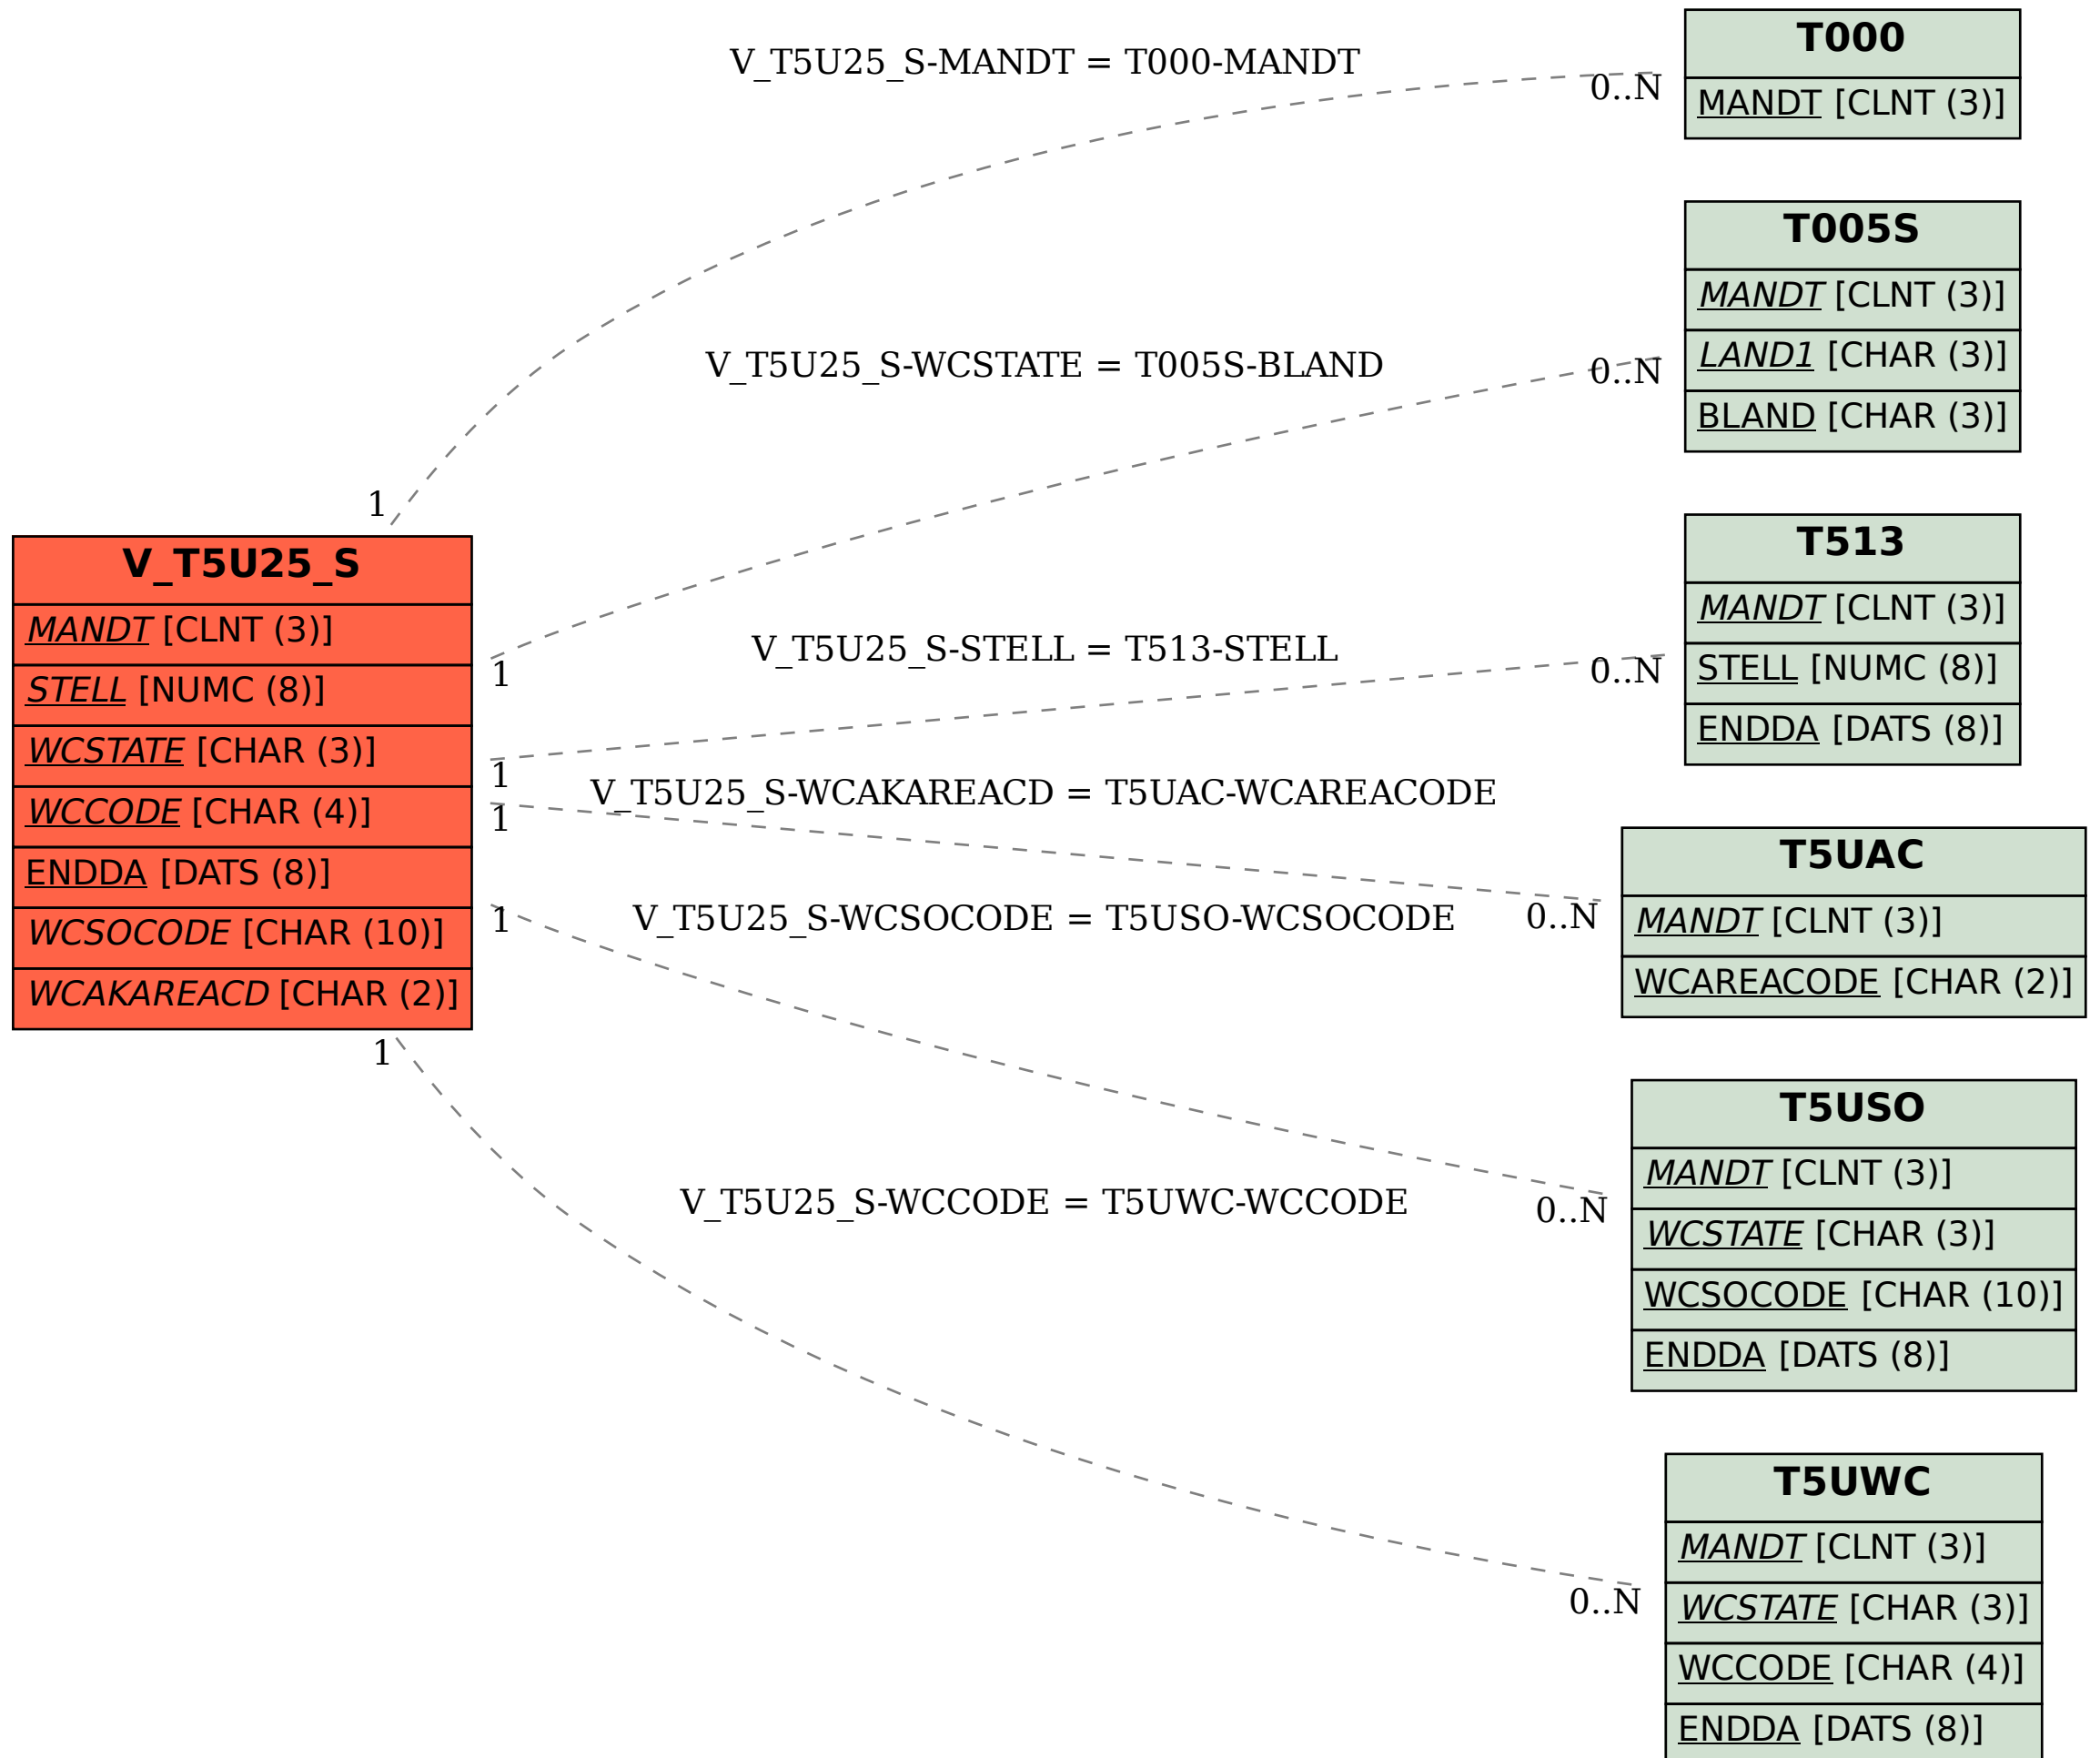 V_T5U25_S
MANDT [CLNT (3)]
STELL [NUMC (8)]
WCSTATE [CHAR (3)]
WCCODE [CHAR (4)]
ENDDA [DATS (8)]
WCSOCODE [CHAR (10)]
WCAKAREACD [CHAR (2)]
V_T5U25_S-MANDT = T000-MANDT
1
0..N
V_T5U25_S-WCSTATE = T005S-BLAND
1
0..N
V_T5U25_S-STELL = T513-STELL
1
0..N
V_T5U25_S-WCAKAREACD = T5UAC-WCAREACODE
1
0..N
V_T5U25_S-WCSOCODE = T5USO-WCSOCODE
1
0..N
V_T5U25_S-WCCODE = T5UWC-WCCODE
1
0..N
T000
MANDT [CLNT (3)]
T005S
MANDT [CLNT (3)]
LAND1 [CHAR (3)]
BLAND [CHAR (3)]
T513
MANDT [CLNT (3)]
STELL [NUMC (8)]
ENDDA [DATS (8)]
T5UAC
MANDT [CLNT (3)]
WCAREACODE [CHAR (2)]
T5USO
MANDT [CLNT (3)]
WCSTATE [CHAR (3)]
WCSOCODE [CHAR (10)]
ENDDA [DATS (8)]
T5UWC
MANDT [CLNT (3)]
WCSTATE [CHAR (3)]
WCCODE [CHAR (4)]
ENDDA [DATS (8)]